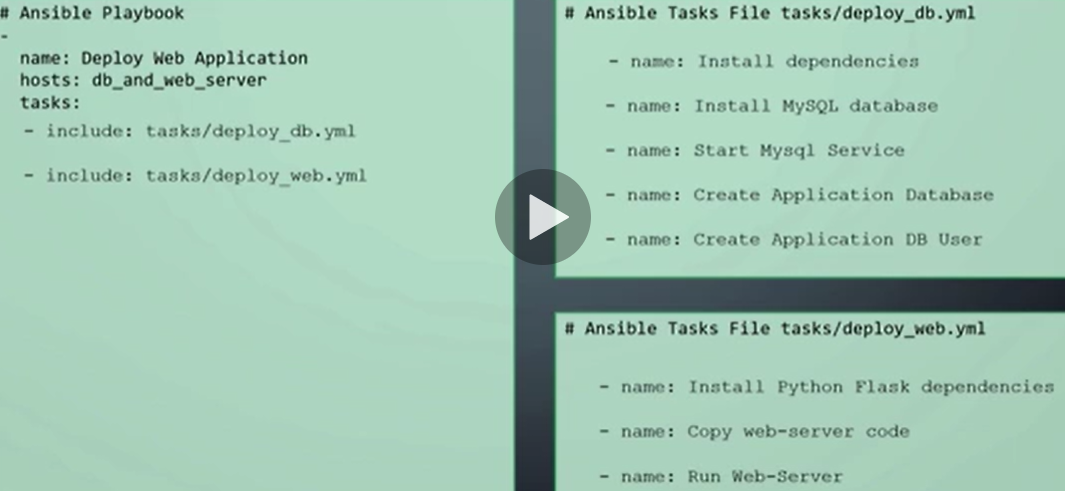 # Ansible Playbook
-
name: Deploy Web Application
hosts: db_and_web_server
tasks:
- include: tasks/deploy_db.yml
- include: tasks/deploy_web.yml
# Ansible Tasks File tasks/deploy_db.yml
- name: Install dependencies
- name: Install MySQL database
- name: Start Mysql Service
- name: Create Application Database
- name: Create Application DB User
# Ansible Tasks File tasks/deploy_web.yml
- name: Install Python Flask dependencies
- name: Copy web-server code
- name: Run Web-Server